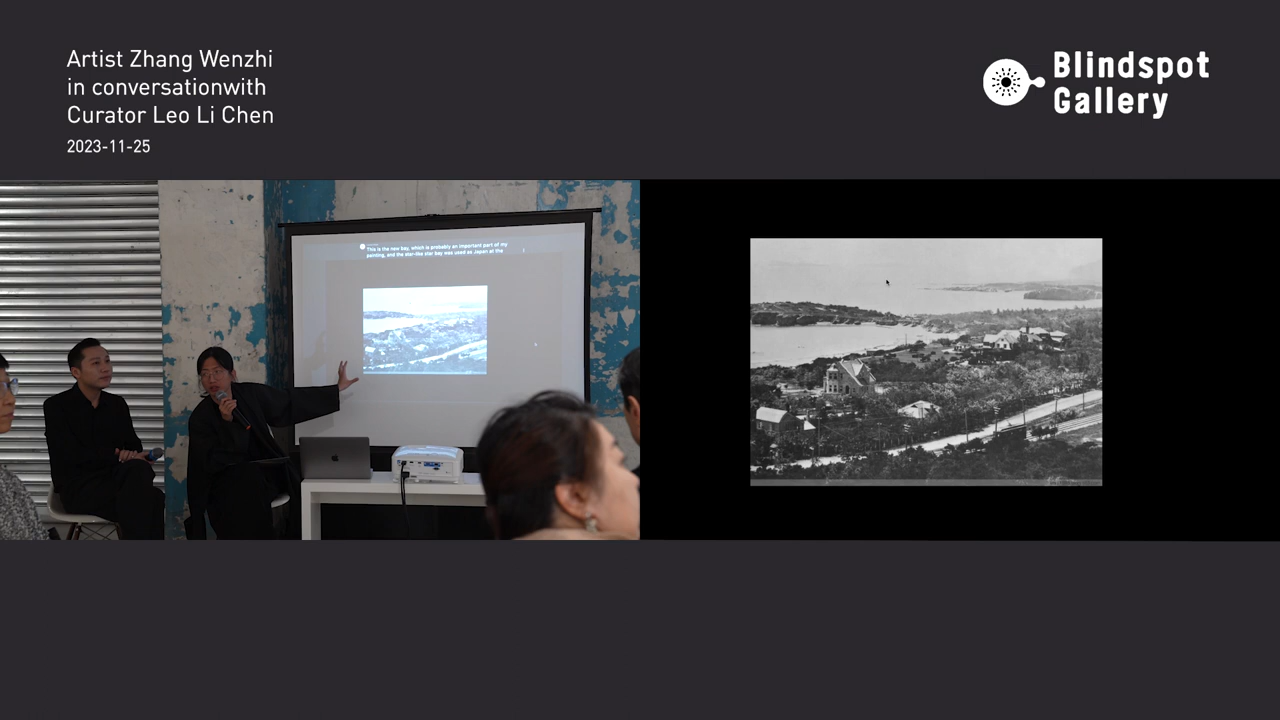 Artist Zhang Wenzhi
in conversationwith
Curator Leo Li Chen
2023-11-25
Blindspot
Gallery
This is the new bay, which is probably an important part of my
painting, and the star-like star bay was used as Japan at the